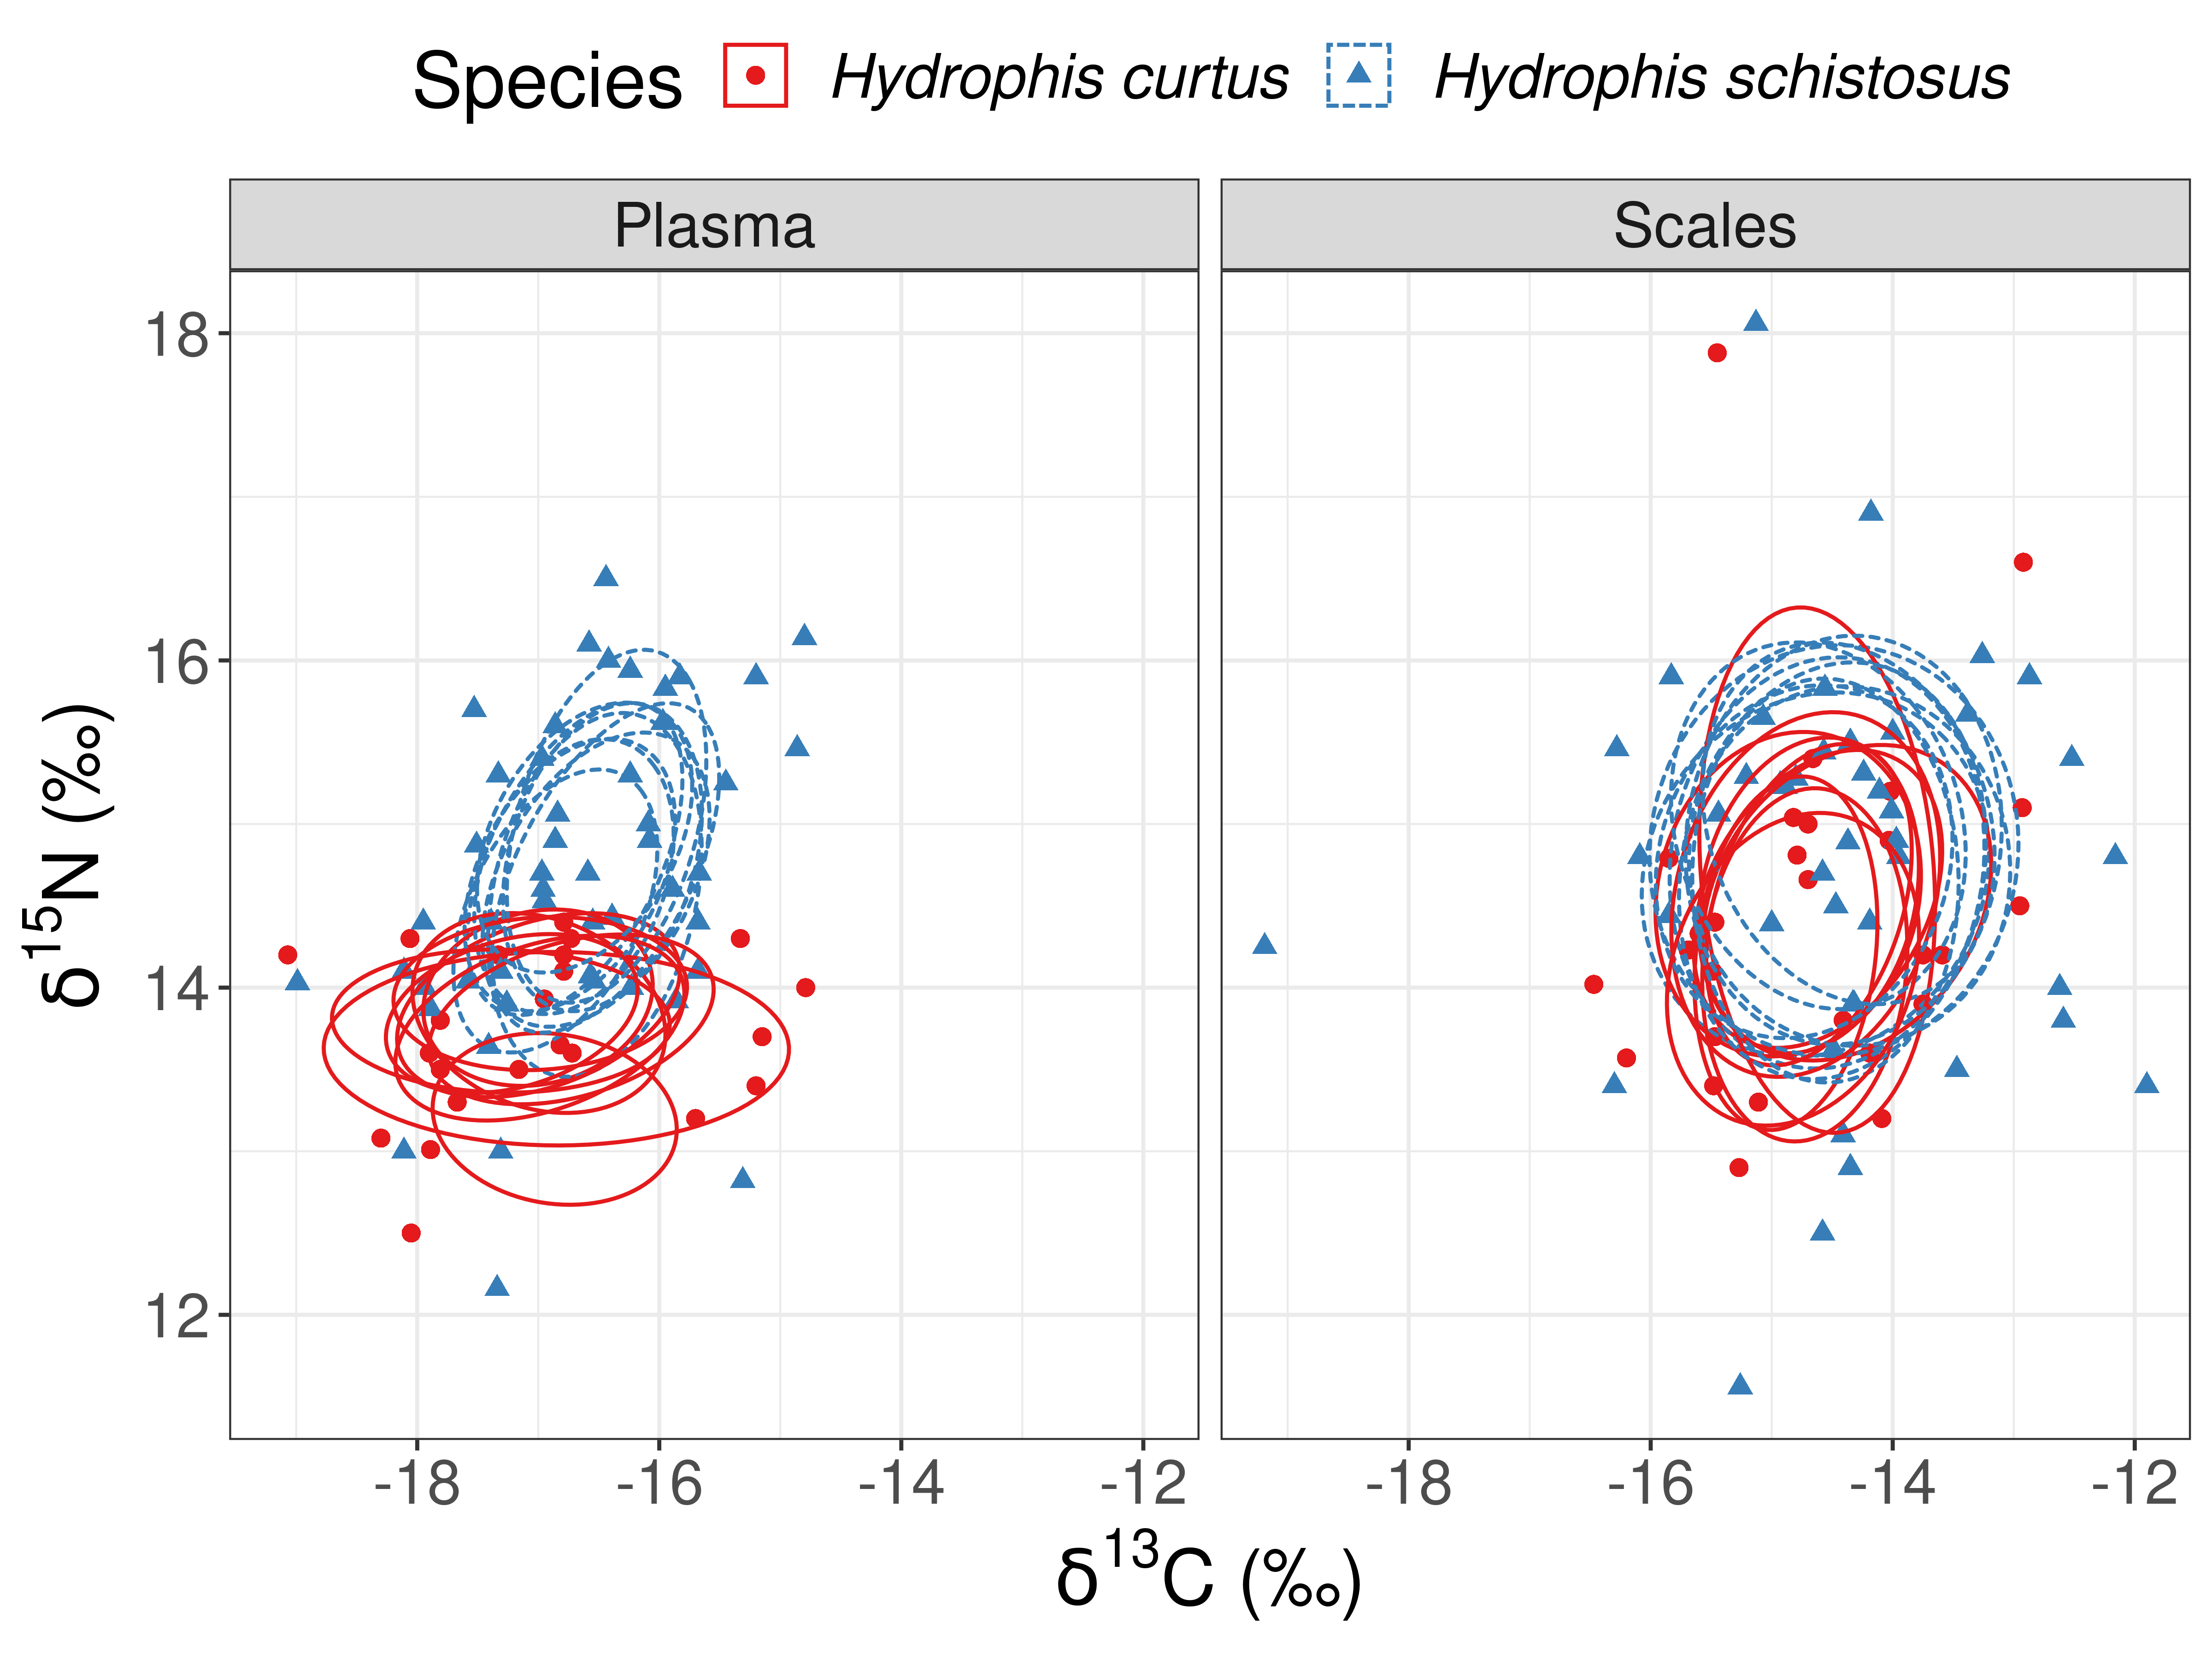 Species Hydrophis curtus Hydrophis schistosus
Plasma Scales
18
16
14
12
δ15N (‰)
-18 -16 -14 -12 -18 -16 -14 -12
δ13C (‰)